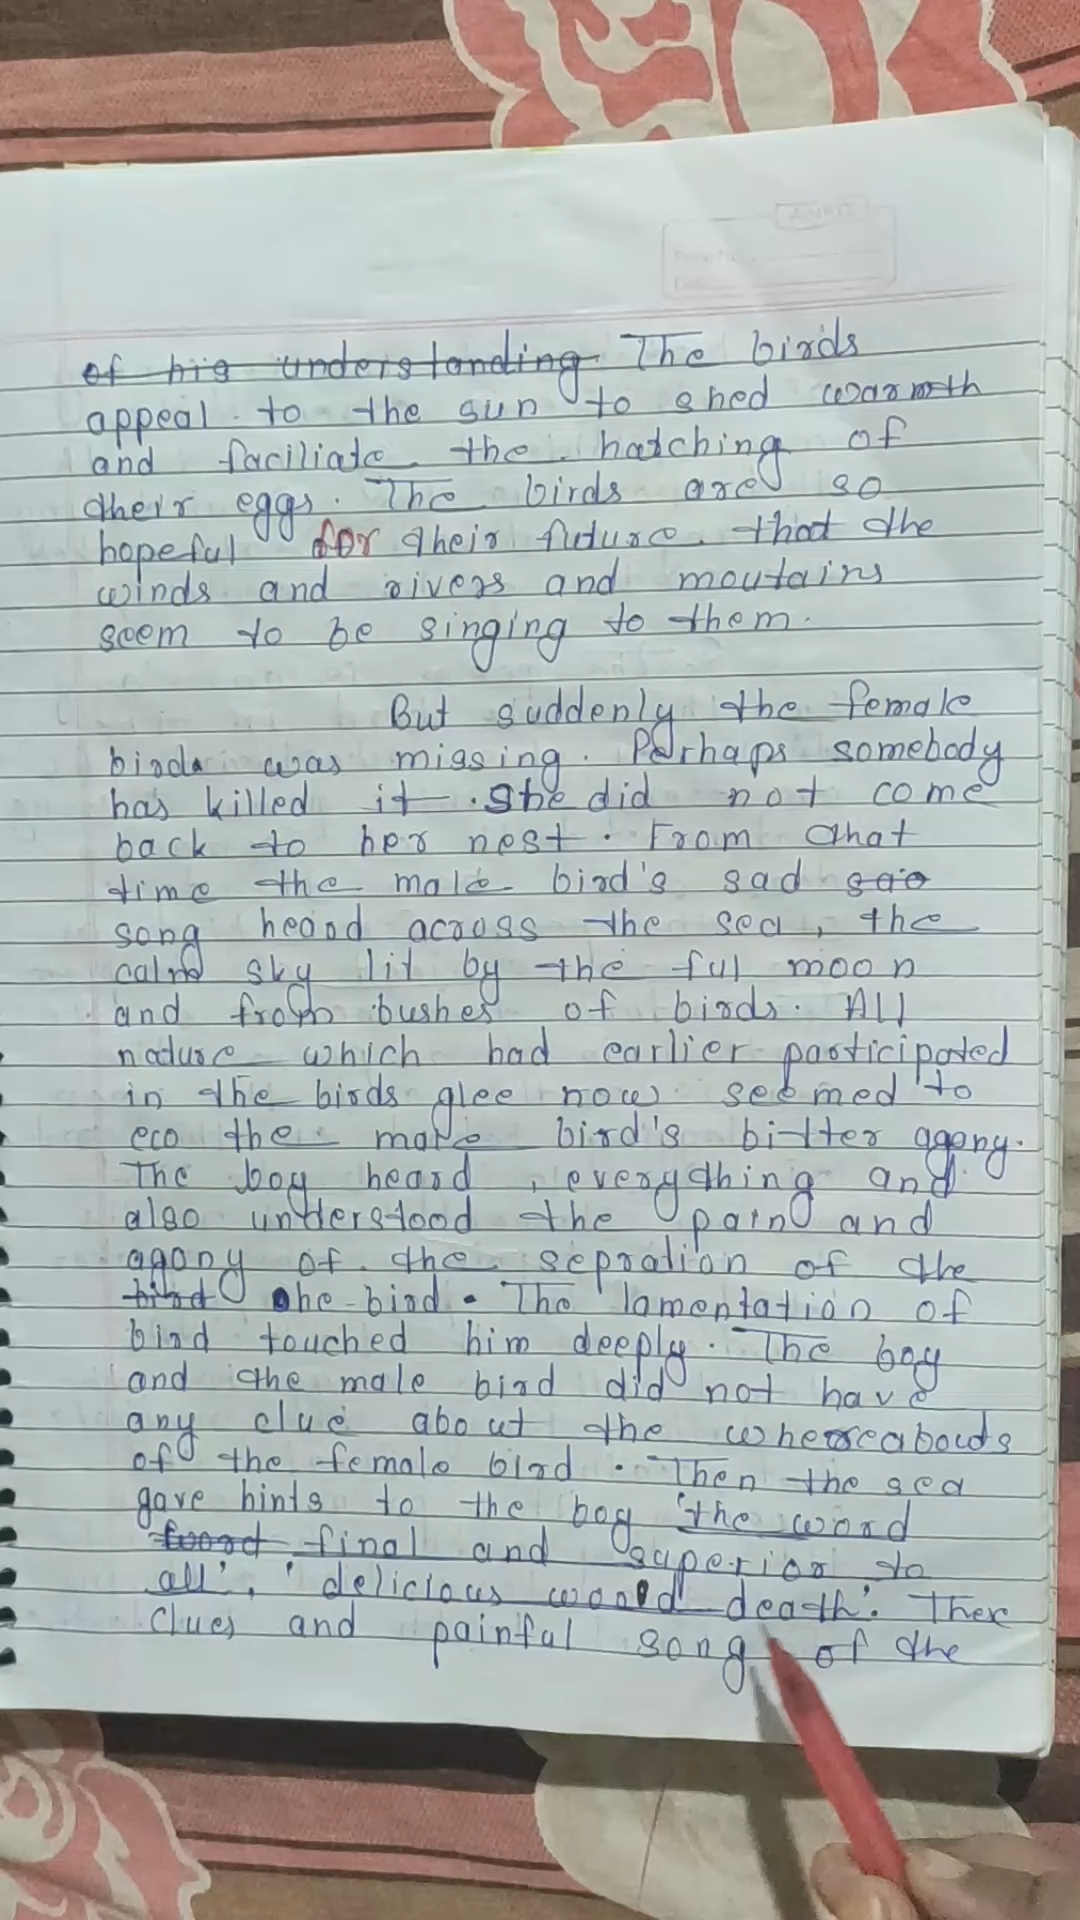 of his understanding The birds
appeal to the sun to shed warmth
and faciliate the hatching of
their eggs. The birds are so
hopeful for their future that the
winds and rivers and moutains
seem to be singing to them.
But suddenly the female
birda was missing. Perhaps somebody
has killed it. She did not come
back to her nest. From that
time the male bird's sad sao
song heard across the sea, the
calm sky lit by the ful moon
and from bushes of birds. All
nature which had earlier participated
in the birds glee now seemed to
eco the male bird's bitter agony.
The boy heard, everything and
also understood the pain and
agony of the sepration of the
bird he-bird. The lamentation of
bird touched him deeply. The boy
and the male bird did not have
any clue about the whereabouts
of the female bird. Then the sea
gave hints to the boy 'the word
final and superior to
all', 'delicious word death'. There
clues and painful song of the